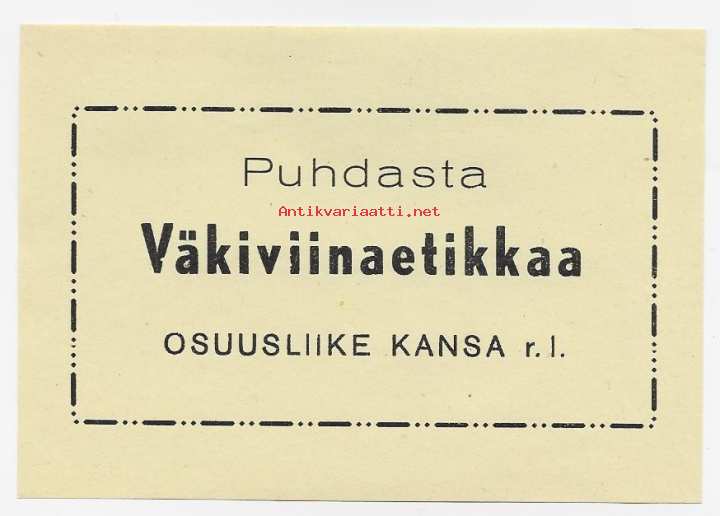 Puhdasta
Antikvariaatti.net
Väkiviinaetikkaa
OSUUSLIIKE KANSA r.l.